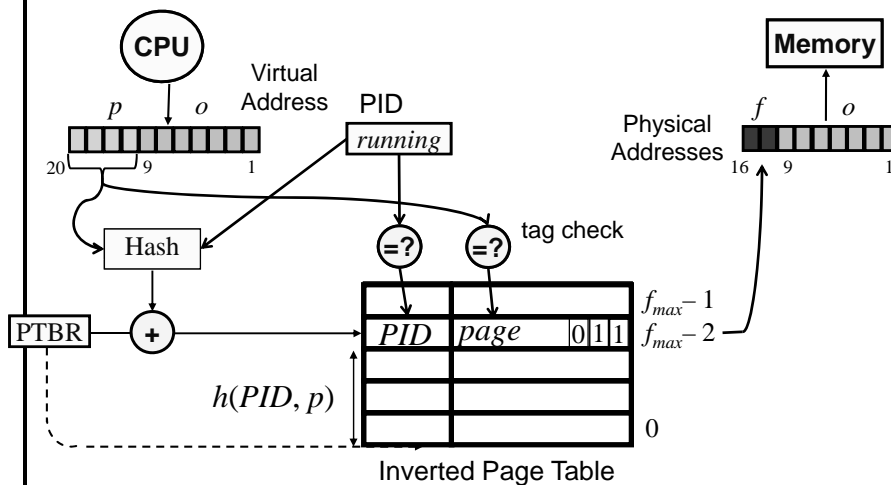 CPU
Memory
Virtual
Address
p o
PID
running
20 9 1
Physical
Addresses
f o
16 9 1
Hash
=? =? tag check
PTBR
+
PID page 0 1 1
fmax – 1
fmax – 2
h(PID, p)
0
Inverted Page Table